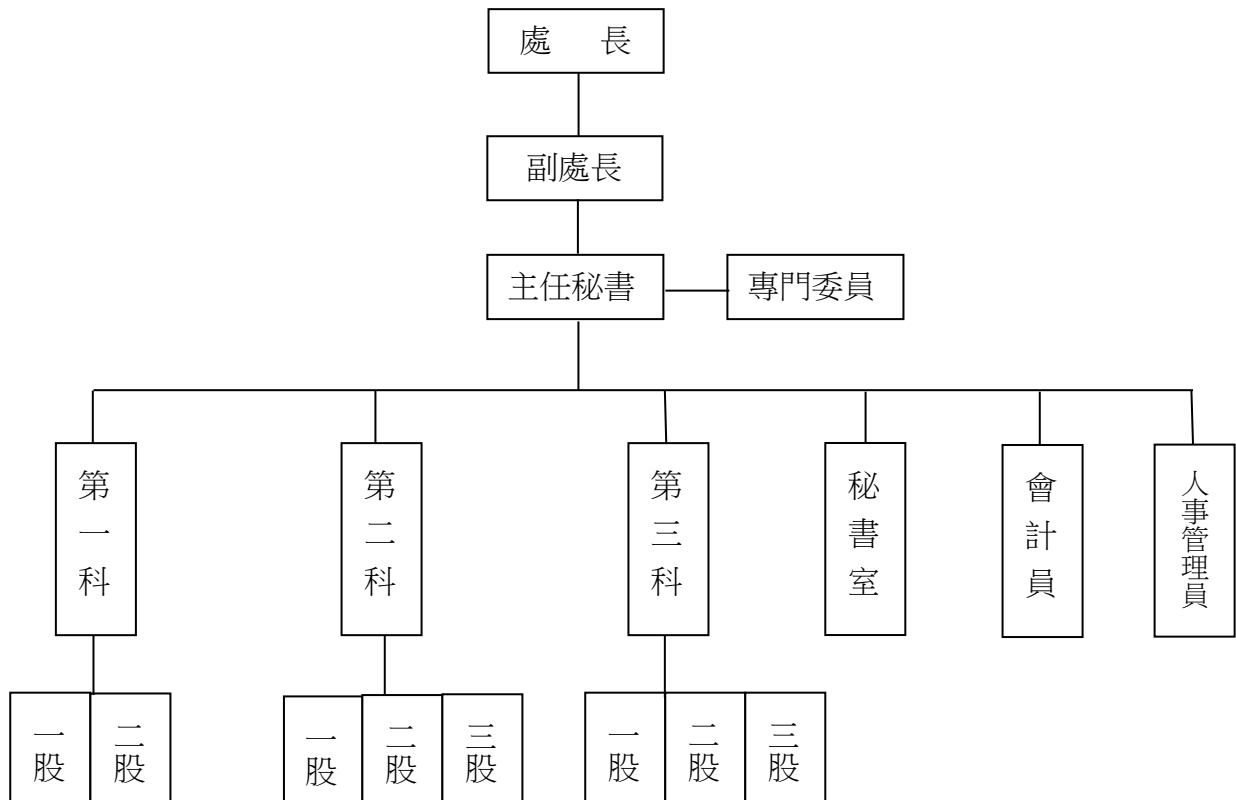 處 長
副處長
主任秘書
專門委員
第一科
第二科
第三科
秘書室
會計員
人事管理員
一股
二股
一股
二股
三股
一股
二股
三股